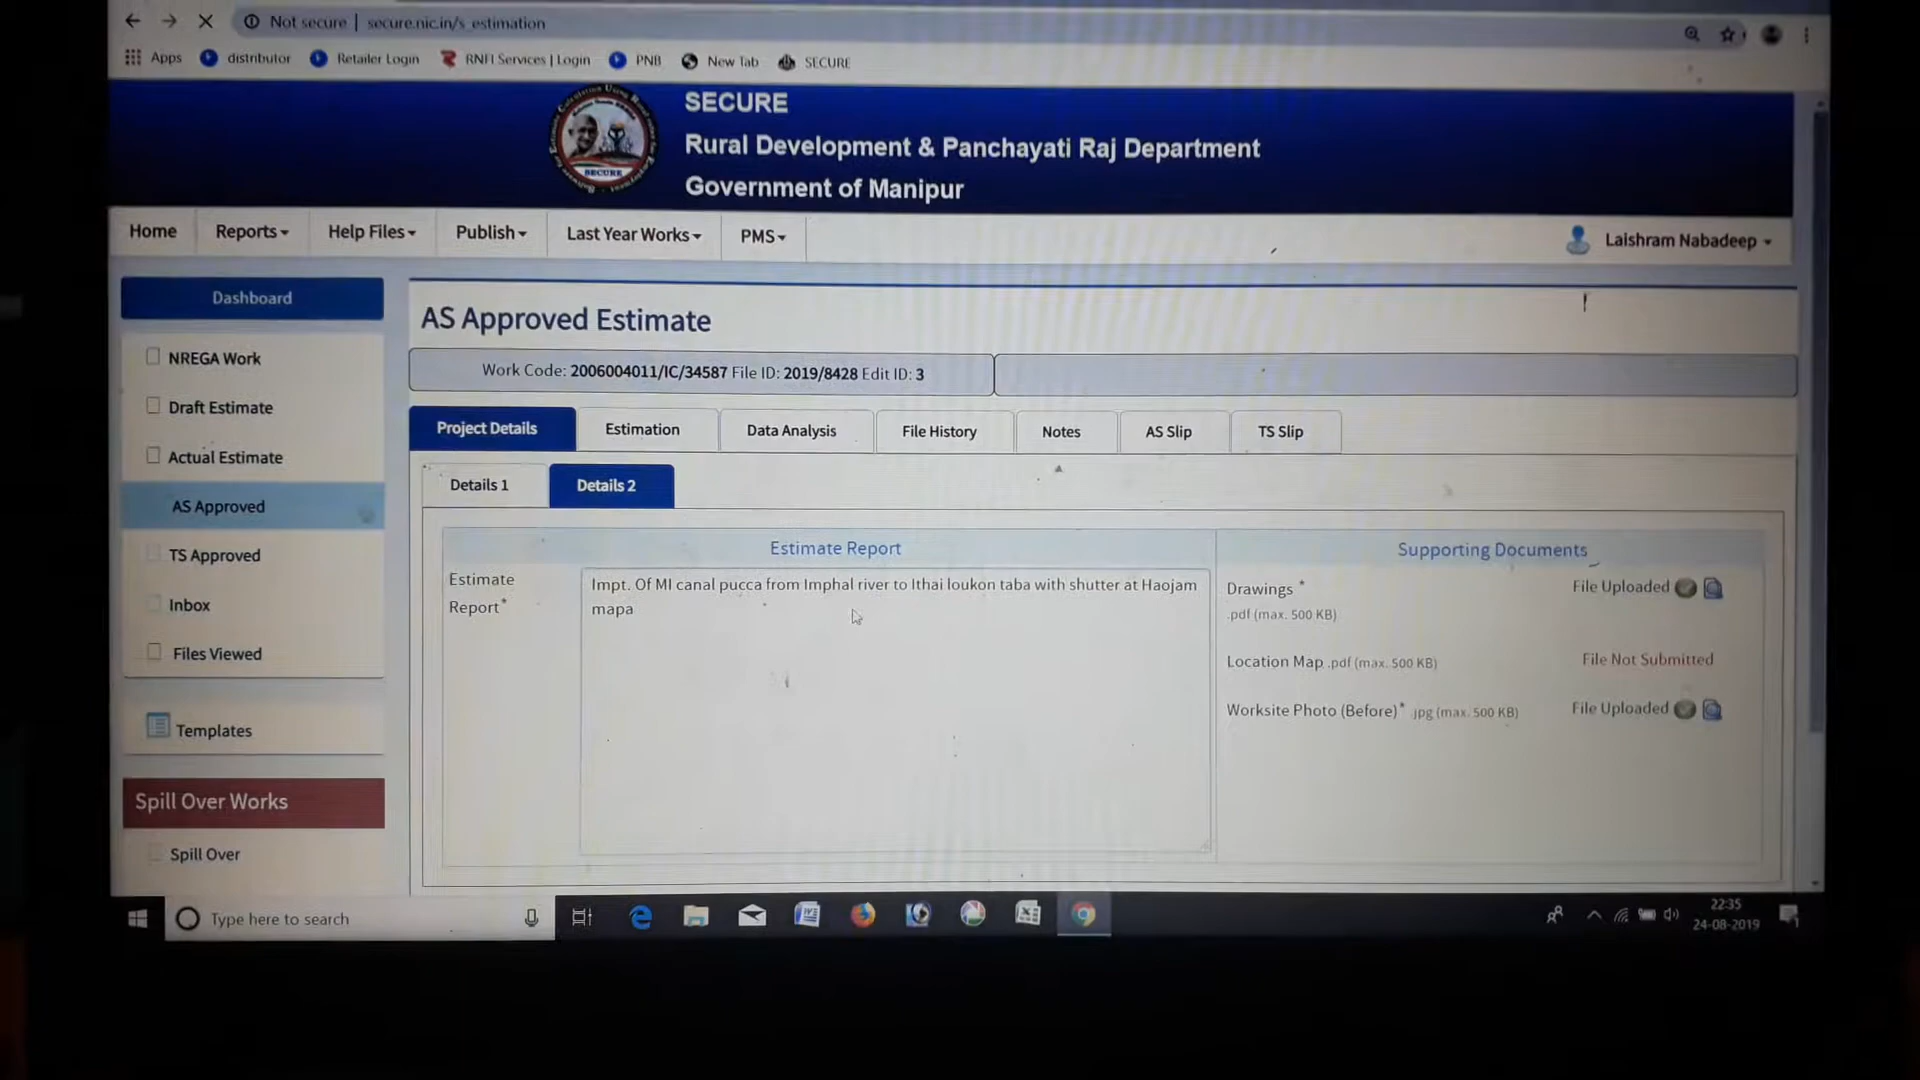 Not secure | secure.nic.in/s_estimation
Apps distributor Retailer Login RNFI Services | Login PNB New Tab SECURE
SECURE
Rural Development & Panchayati Raj Department
Government of Manipur
SECURE
Home Reports Help Files Publish Last Year Works PMS Laishram Nabadeep
Dashboard
NREGA Work
Draft Estimate
Actual Estimate
AS Approved
TS Approved
Inbox
Files Viewed
Templates
Spill Over Works
Spill Over
AS Approved Estimate
Work Code: 2006004011/IC/34587 File ID: 2019/8428 Edit ID: 3
Project Details Estimation Data Analysis File History Notes AS Slip TS Slip
Details 1 Details 2
Estimate Report
Estimate
Report*
Impt. Of MI canal pucca from Imphal river to Ithai loukon taba with shutter at Haojam
mapa
Supporting Documents
Drawings * File Uploaded
.pdf (max. 500 KB)
Location Map .pdf (max. 500 KB) File Not Submitted
Worksite Photo (Before)* .jpg (max. 500 KB) File Uploaded
Type here to search
22:35
24-08-2019